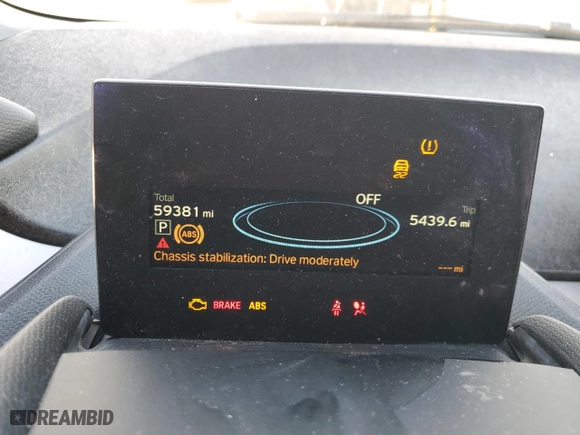 OFF
Total
59381 mi
Trip
5439.6 mi
P
ABS
Chassis stabilization: Drive moderately
--- mi
BRAKE ABS
DREAMBID